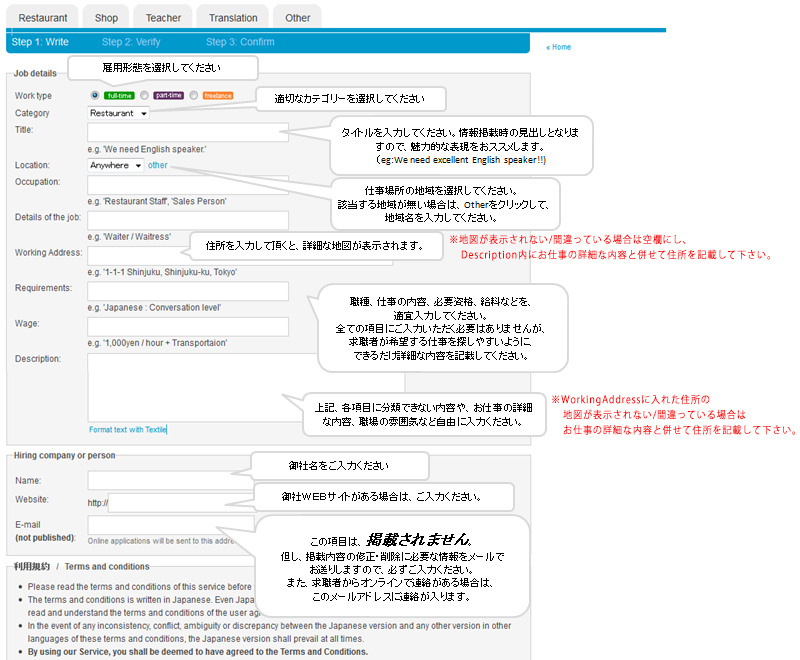 Restaurant Shop Teacher Translation Other
Step 1: Write Step 2: Verify Step 3: Confirm
« Home
Job details
雇用形態を選択してください
Work type full-time part-time freelance
適切なカテゴリーを選択してください
Category Restaurant
Title:
タイトルを入力してください。情報掲載時の見出しとなりま
すので、魅力的な表現をおススメします。
(eg:We need excellent English speaker!!)
e.g. 'We need English speaker.'
Location: Anywhere other
仕事場所の地域を選択してください。
該当する地域が無い場合は、Otherをクリックして、
地域名を入力してください。
Occupation:
e.g. 'Restaurant Staff', 'Sales Person'
Details of the job:
e.g. 'Waiter / Waitress'
住所を入力して頂くと、詳細な地図が表示されます。
※地図が表示されない/間違っている場合は空欄にし、
Description内にお仕事の詳細な内容と併せて住所を記載して下さい。
Working Address:
e.g. '1-1-1 Shinjuku, Shinjuku-ku, Tokyo'
Requirements:
e.g. 'Japanese : Conversation level'
職種、仕事の内容、必要資格、給料などを、
適宜入力してください。
全ての項目にご入力いただく必要はありませんが、
求職者が希望する仕事を探しやすいように
できるだけ詳細な内容を記載してください。
Wage:
e.g. '1,000yen / hour + Transportaion'
Description:
上記、各項目に分類できない内容や、お仕事の詳細
な内容、職場の雰囲気など自由に入力ください。
※WorkingAddressに入れた住所の
地図が表示されない/間違っている場合は
お仕事の詳細な内容と併せて住所を記載して下さい。
Format text with Textile
Hiring company or person
御社名をご入力ください
Name:
御社WEBサイトがある場合は、ご入力ください。
Website: http://
E-mail
(not published): Online applications will be sent to this addre
この項目は、掲載されません。
但し、掲載内容の修正・削除に必要な情報をメールで
お送りしますので、必ずご入力ください。
また、求職者からオンラインで連絡がある場合は、
このメールアドレスに連絡が入ります。
利用規約 / Terms and conditions
• Please read the terms and conditions of this service before
• The terms and conditions is written in Japanese. Even Japa
read and understand the terms and conditions of the user ag
• In the event of any inconsistency, conflict, ambiguity or discrepancy between the Japanese version and any other version in other
languages of these terms and conditions, the Japanese version shall prevail at all times.
• By using our Service, you shall be deemed to have agreed to the Terms and Conditions.